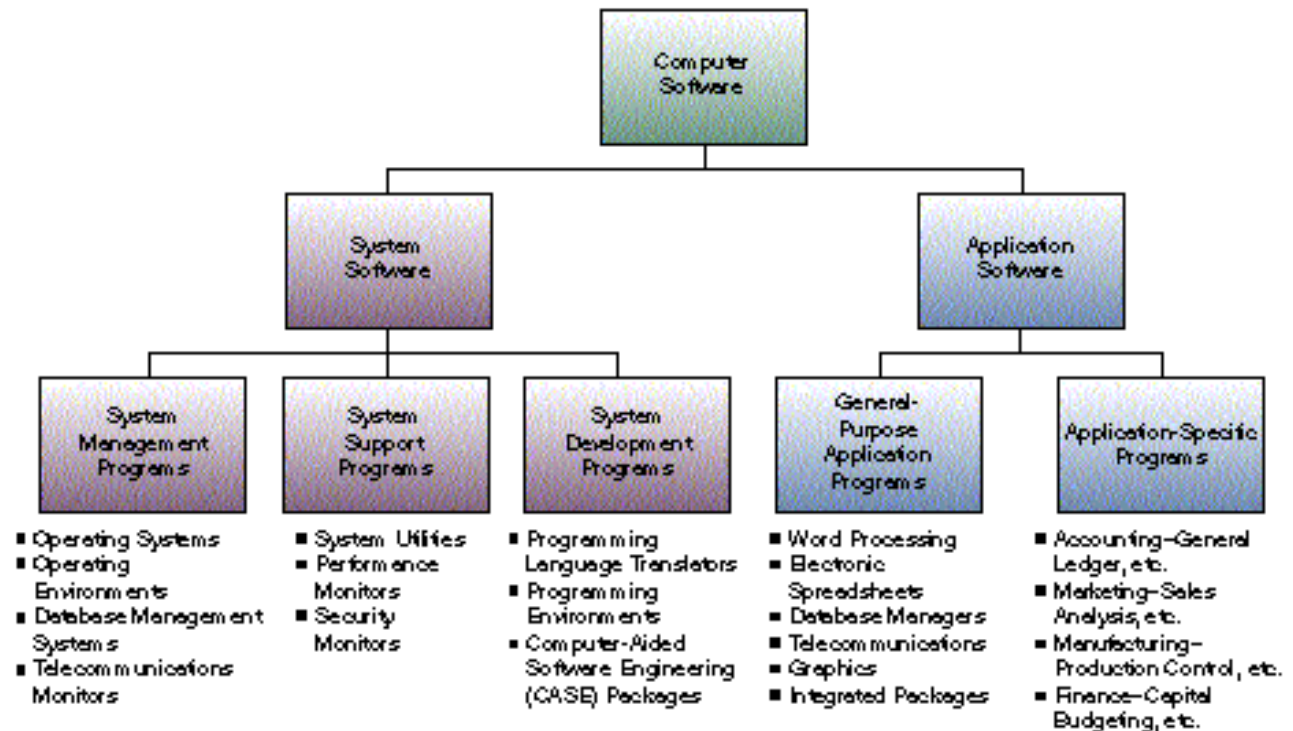 Computer
Software
System
Software
Application
Software
System
Management
Programs
System
Support
Programs
System
Development
Programs
General-
Purpose
Application
Programs
Application-Specific
Programs
■ Operating Systems
■ Operating
Environments
■ Database Management
Systems
■ Telecommunications
Monitors
■ System Utilities
■ Performance
Monitors
■ Security
Monitors
■ Programming
Language Translators
■ Programming
Environments
■ Computer-Aided
Software Engineering
(CASE) Packages
■ Word Processing
■ Electronic
Spreadsheets
■ Database Managers
■ Telecommunications
■ Graphics
■ Integrated Packages
■ Accounting–General
Ledger, etc.
■ Marketing–Sales
Analysis, etc.
■ Manufacturing–
Production Control, etc.
■ Finance–Capital
Budgeting, etc.